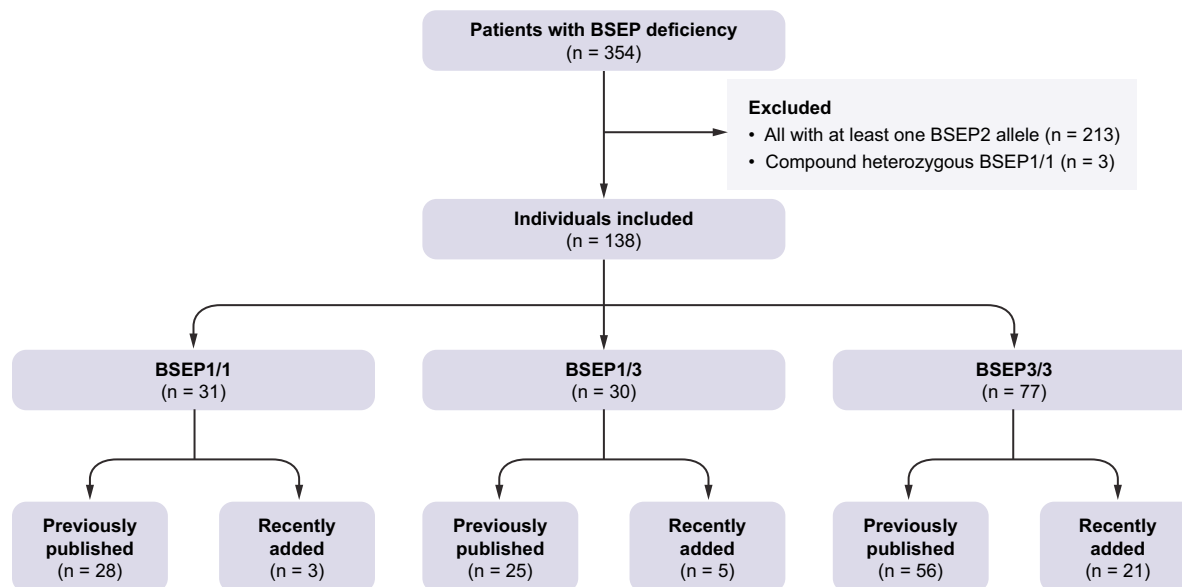 Patients with BSEP deficiency
(n = 354)
Excluded
• All with at least one BSEP2 allele (n = 213)
• Compound heterozygous BSEP1/1 (n = 3)
Individuals included
(n = 138)
BSEP1/1
(n = 31)
BSEP1/3
(n = 30)
BSEP3/3
(n = 77)
Previously
published
(n = 28)
Recently
added
(n = 3)
Previously
published
(n = 25)
Recently
added
(n = 5)
Previously
published
(n = 56)
Recently
added
(n = 21)